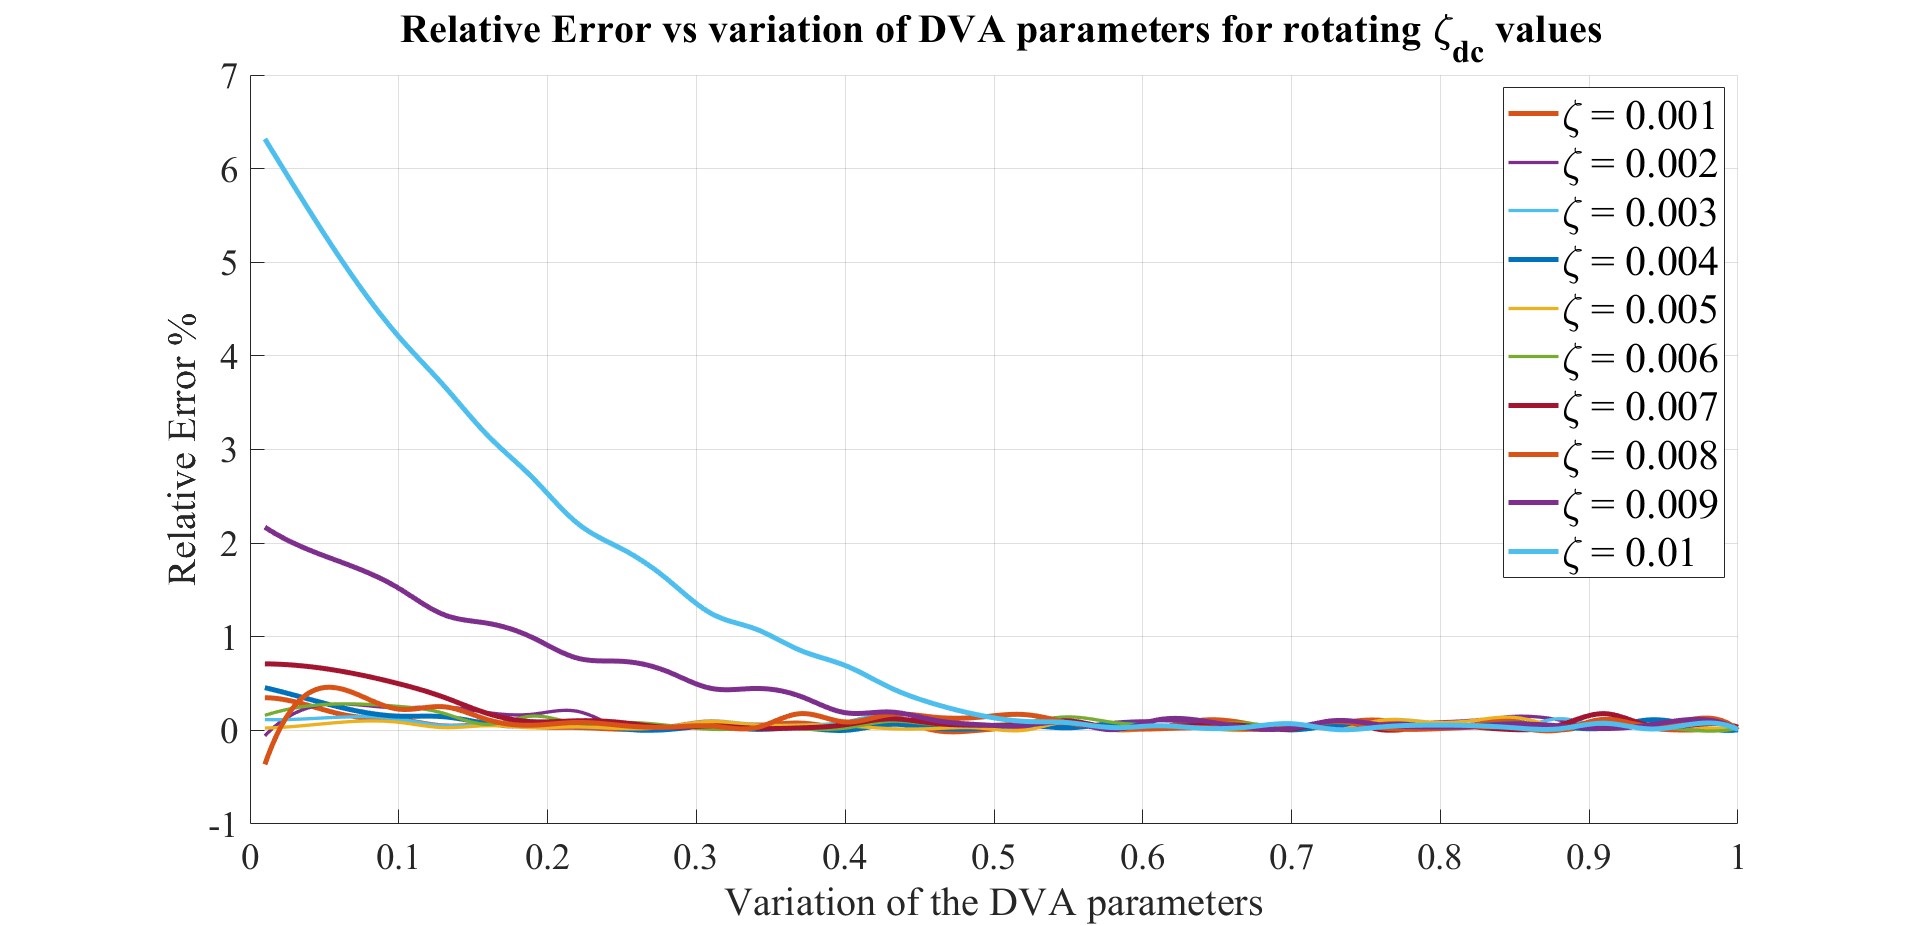 Relative Error vs variation of DVA parameters for rotating ζdc values
7
6
5
4
3
2
1
0
-1
Relative Error %
ζ = 0.001
ζ = 0.002
ζ = 0.003
ζ = 0.004
ζ = 0.005
ζ = 0.006
ζ = 0.007
ζ = 0.008
ζ = 0.009
ζ = 0.01
0 0.1 0.2 0.3 0.4 0.5 0.6 0.7 0.8 0.9 1
Variation of the DVA parameters